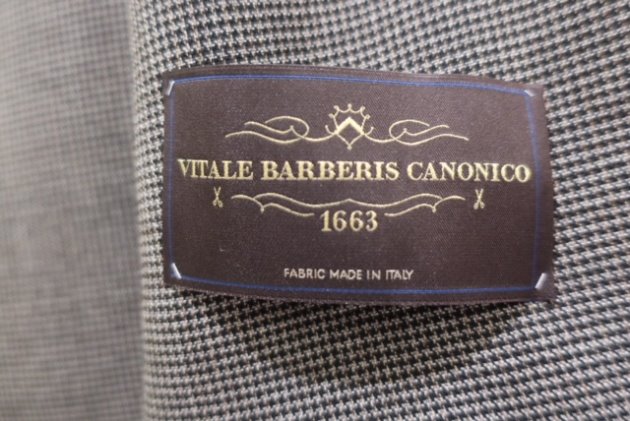 VITALE BARBERIS CANONICO
1663
FABRIC MADE IN ITALY